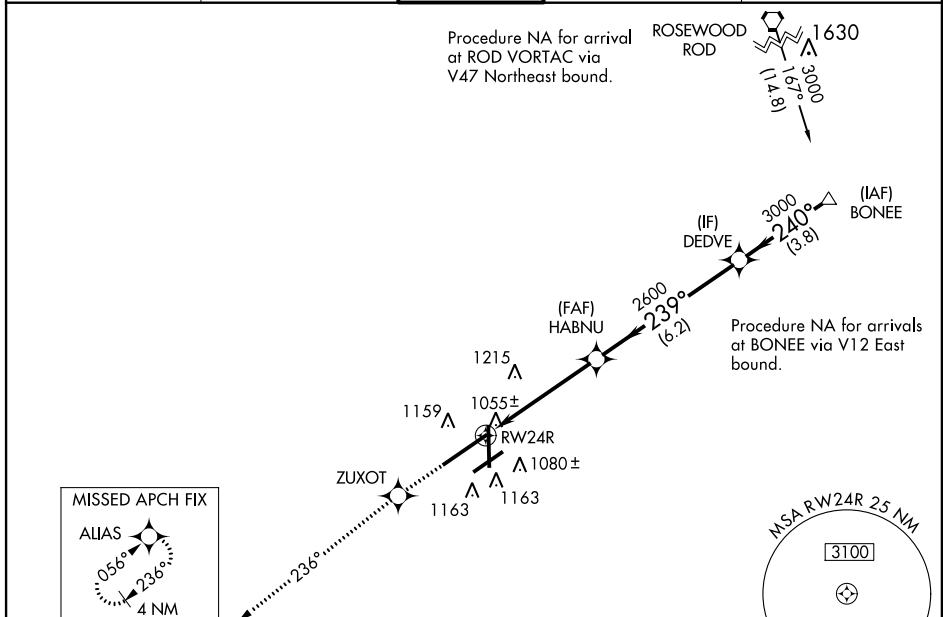 Procedure NA for arrival
at ROD VORTAC via
V47 Northeast bound.
ROSEWOOD
ROD
1630
3000
167°
(14.8)
(IAF)
BONEE
3000
240°
(3.8)
(IF)
DEDVE
2600
239°
(6.2)
(FAF)
HABNU
Procedure NA for arrivals
at BONEE via V12 East
bound.
1215
1159
1055±
RW24R
1080±
ZUXOT
1163
1163
236°
MISSED APCH FIX
ALIAS
056°
236°
4 NM
MSA RW24R 25 NM
3100